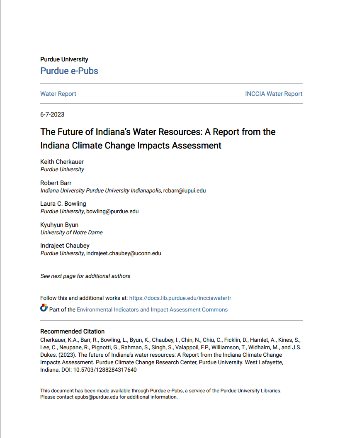 Purdue University
Purdue e-Pubs
Water Report
INCCIA Water Report
6-7-2023
The Future of Indiana's Water Resources: A Report from the
Indiana Climate Change Impacts Assessment
Keith Cherkauer
Purdue University
Robert Barr
Indiana University Purdue University Indianapolis, rcbarr@iupui.edu
Laura C. Bowling
Purdue University, bowling@purdue.edu
Kyuhyun Byun
University of Notre Dame
Indrajeet Chaubey
Purdue University, indrajeet.chaubey@uconn.edu
See next page for additional authors
Follow this and additional works at: https://docs.lib.purdue.edu/incciawatertr
Part of the Environmental Indicators and Impact Assessment Commons
Recommended Citation
Cherkauer, K.A., Barr, R., Bowling, L., Byun, K., Chaubey, I., Chin, N., Chiu, C., Ficklin, D., Hamlet, A., Kines, S.,
Lee, C., Neupane, R., Pignotti, G., Rahman, S., Singh, S., Valappil, F.P., Williamson, T., Widhalm, M., and J.S.
Dukes. (2023). The future of Indiana's water resources: A Report from the Indiana Climate Change
Impacts Assessment. Purdue Climate Change Research Center, Purdue University. West Lafayette,
Indiana. DOI: 10.5703/1288284317640
This document has been made available through Purdue e-Pubs, a service of the Purdue University Libraries.
Please contact epubs@purdue.edu for additional information.